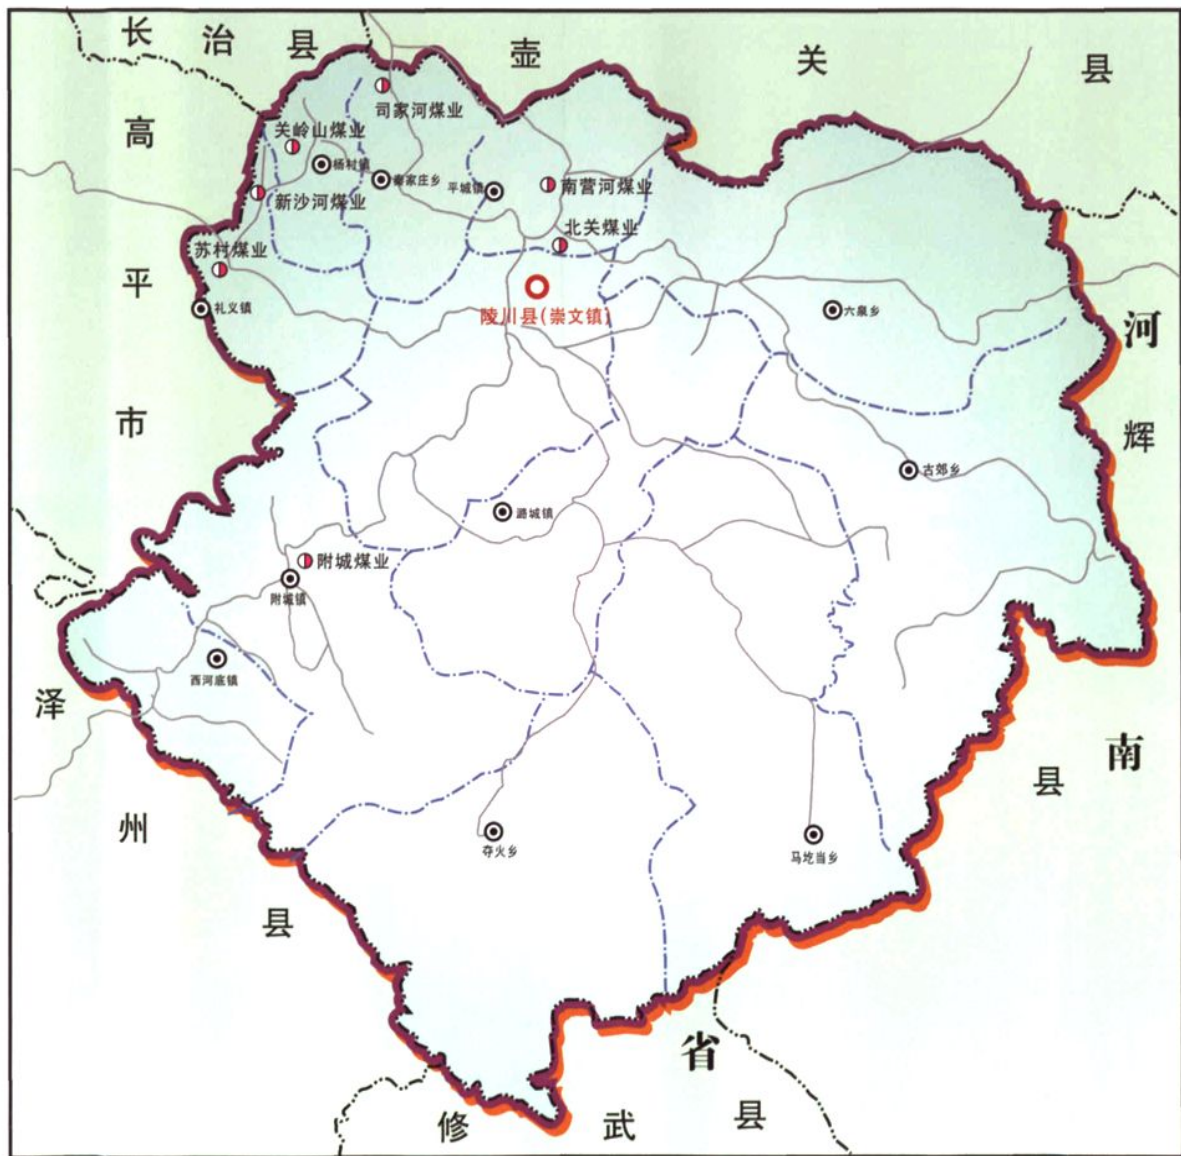 长治县
壶关县
高平市
司家河煤业
关岭山煤业
杨村镇
秦家庄乡
平城镇
南营河煤业
新沙河煤业
北关煤业
苏村煤业
礼义镇
陵川县(崇文镇)
六泉乡
河南省
辉县
古郊乡
潞城镇
附城煤业
附城镇
西河底镇
泽州县
夺火乡
马圪当乡
修武县